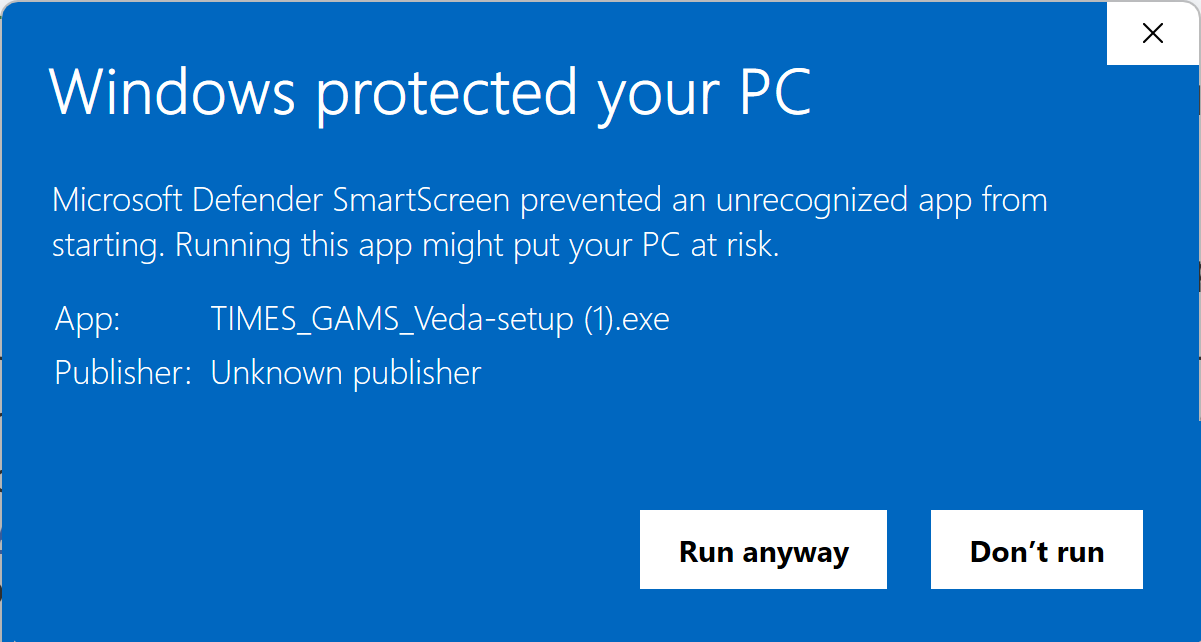 Windows protected your PC
Microsoft Defender SmartScreen prevented an unrecognized app from
starting. Running this app might put your PC at risk.
App: TIMES_GAMS_Veda-setup (1).exe
Publisher: Unknown publisher
Run anyway Don’t run